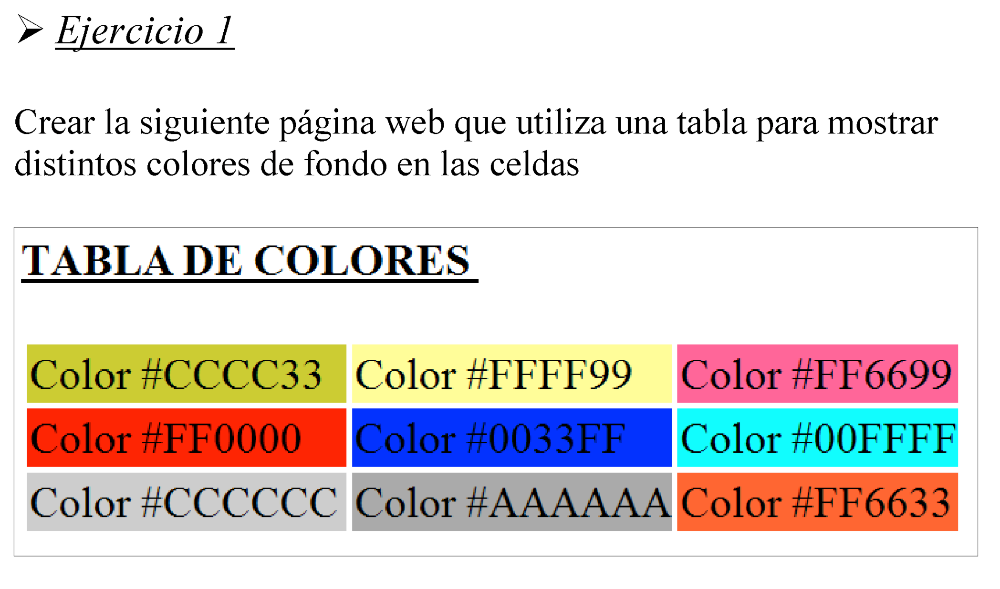 ➢ Ejercicio 1
Crear la siguiente página web que utiliza una tabla para mostrar
distintos colores de fondo en las celdas
TABLA DE COLORES
Color #CCCC33 Color #FFFF99 Color #FF6699
Color #FF0000 Color #0033FF Color #00FFFF
Color #CCCCCC Color #AAAAAA Color #FF6633